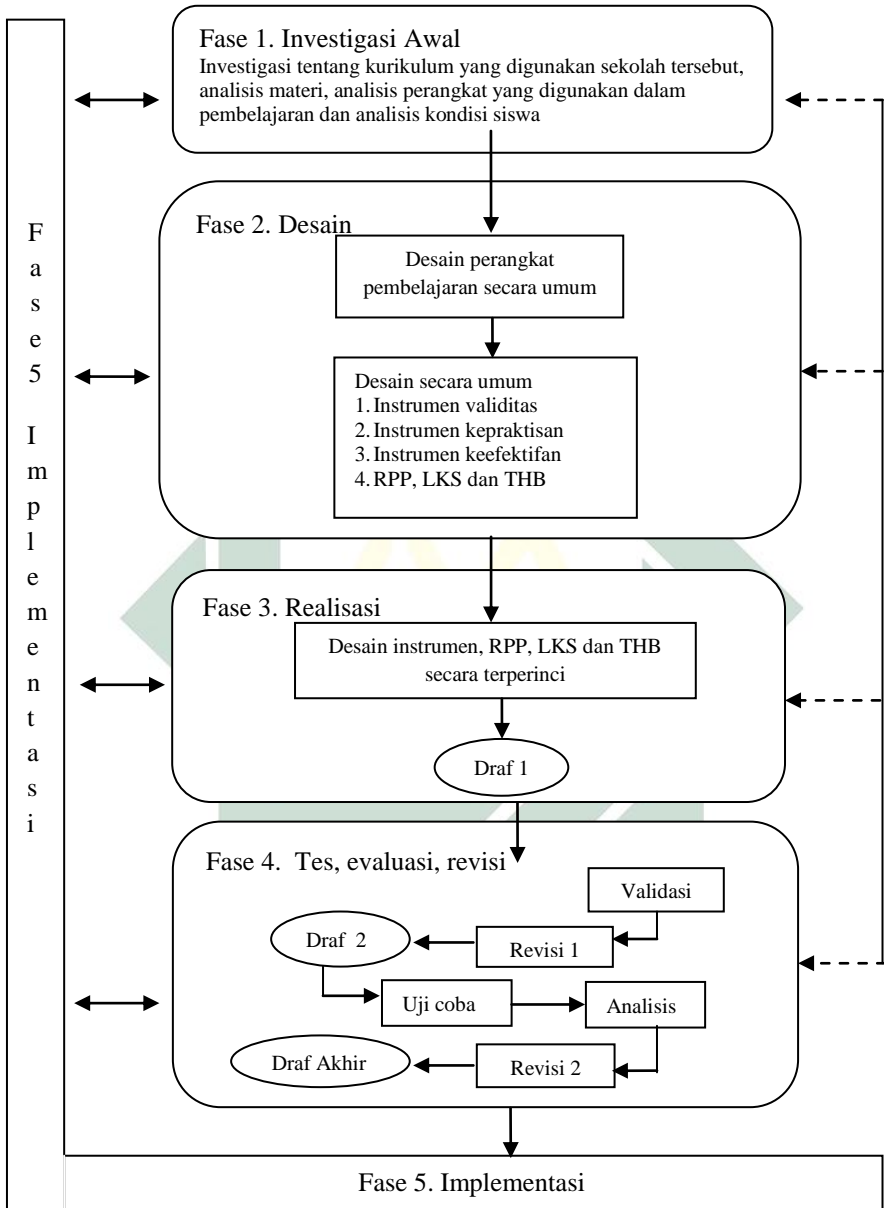 Fase 1. Investigasi Awal
Investigasi tentang kurikulum yang digunakan sekolah tersebut,
analisis materi, analisis perangkat yang digunakan dalam
pembelajaran dan analisis kondisi siswa
Fase 2. Desain
Desain perangkat
pembelajaran secara umum
Desain secara umum
1. Instrumen validitas
2. Instrumen kepraktisan
3. Instrumen keefektifan
4. RPP, LKS dan THB
Fase 3. Realisasi
Desain instrumen, RPP, LKS dan THB
secara terperinci
Draf 1
Fase 4. Tes, evaluasi, revisi
Validasi
Draf 2
Revisi 1
Uji coba
Analisis
Draf Akhir
Revisi 2
Fase 5 Implementasi
Fase 5. Implementasi